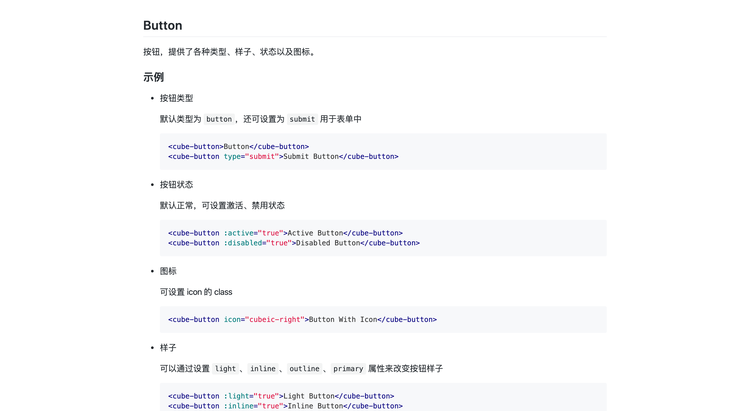 Button
按钮，提供了各种类型、样子、状态以及图标。
示例
按钮类型
默认类型为 button，还可设置为 submit 用于表单中
<cube-button>Button</cube-button>
<cube-button type="submit">Submit Button</cube-button>
按钮状态
默认正常，可设置激活、禁用状态
<cube-button :active="true">Active Button</cube-button>
<cube-button :disabled="true">Disabled Button</cube-button>
图标
可设置 icon 的 class
<cube-button icon="cubeic-right">Button With Icon</cube-button>
样子
可以通过设置 light、inline、outline、primary 属性来改变按钮样子
<cube-button :light="true">Light Button</cube-button>
<cube-button :inline="true">Inline Button</cube-button>